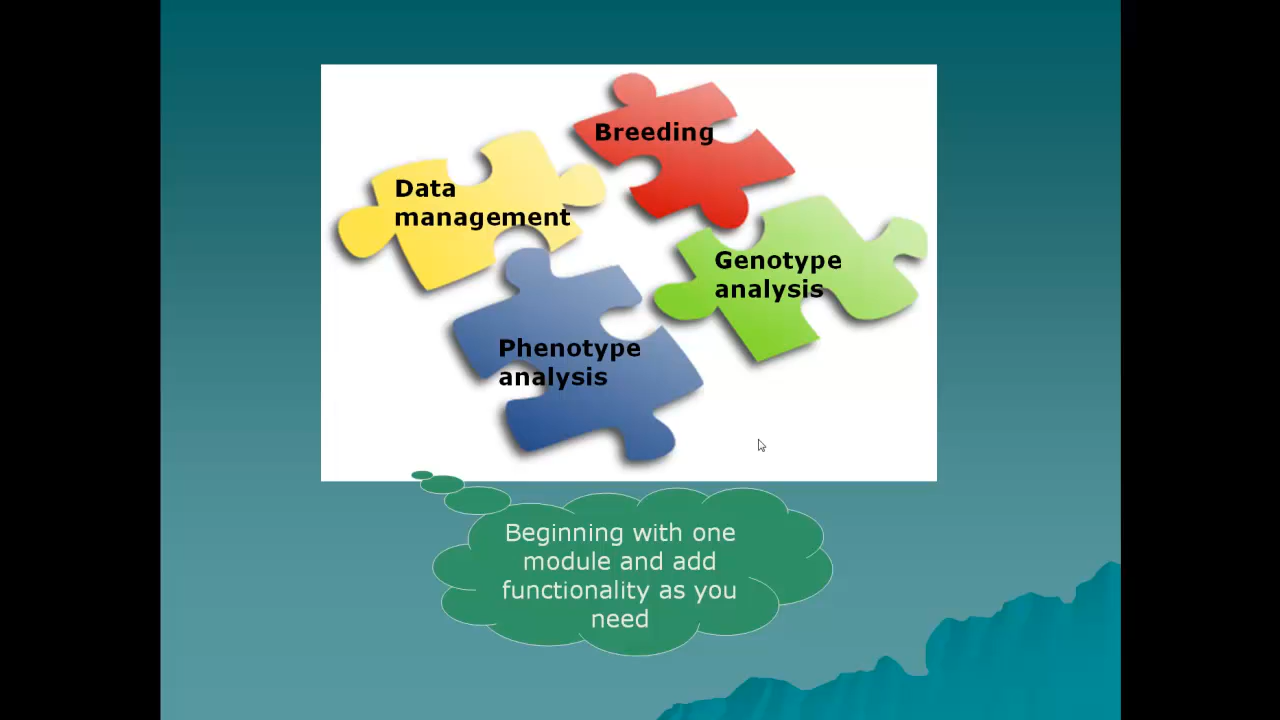 Breeding
Data
management
Genotype
analysis
Phenotype
analysis
Beginning with one
module and add
functionality as you
need